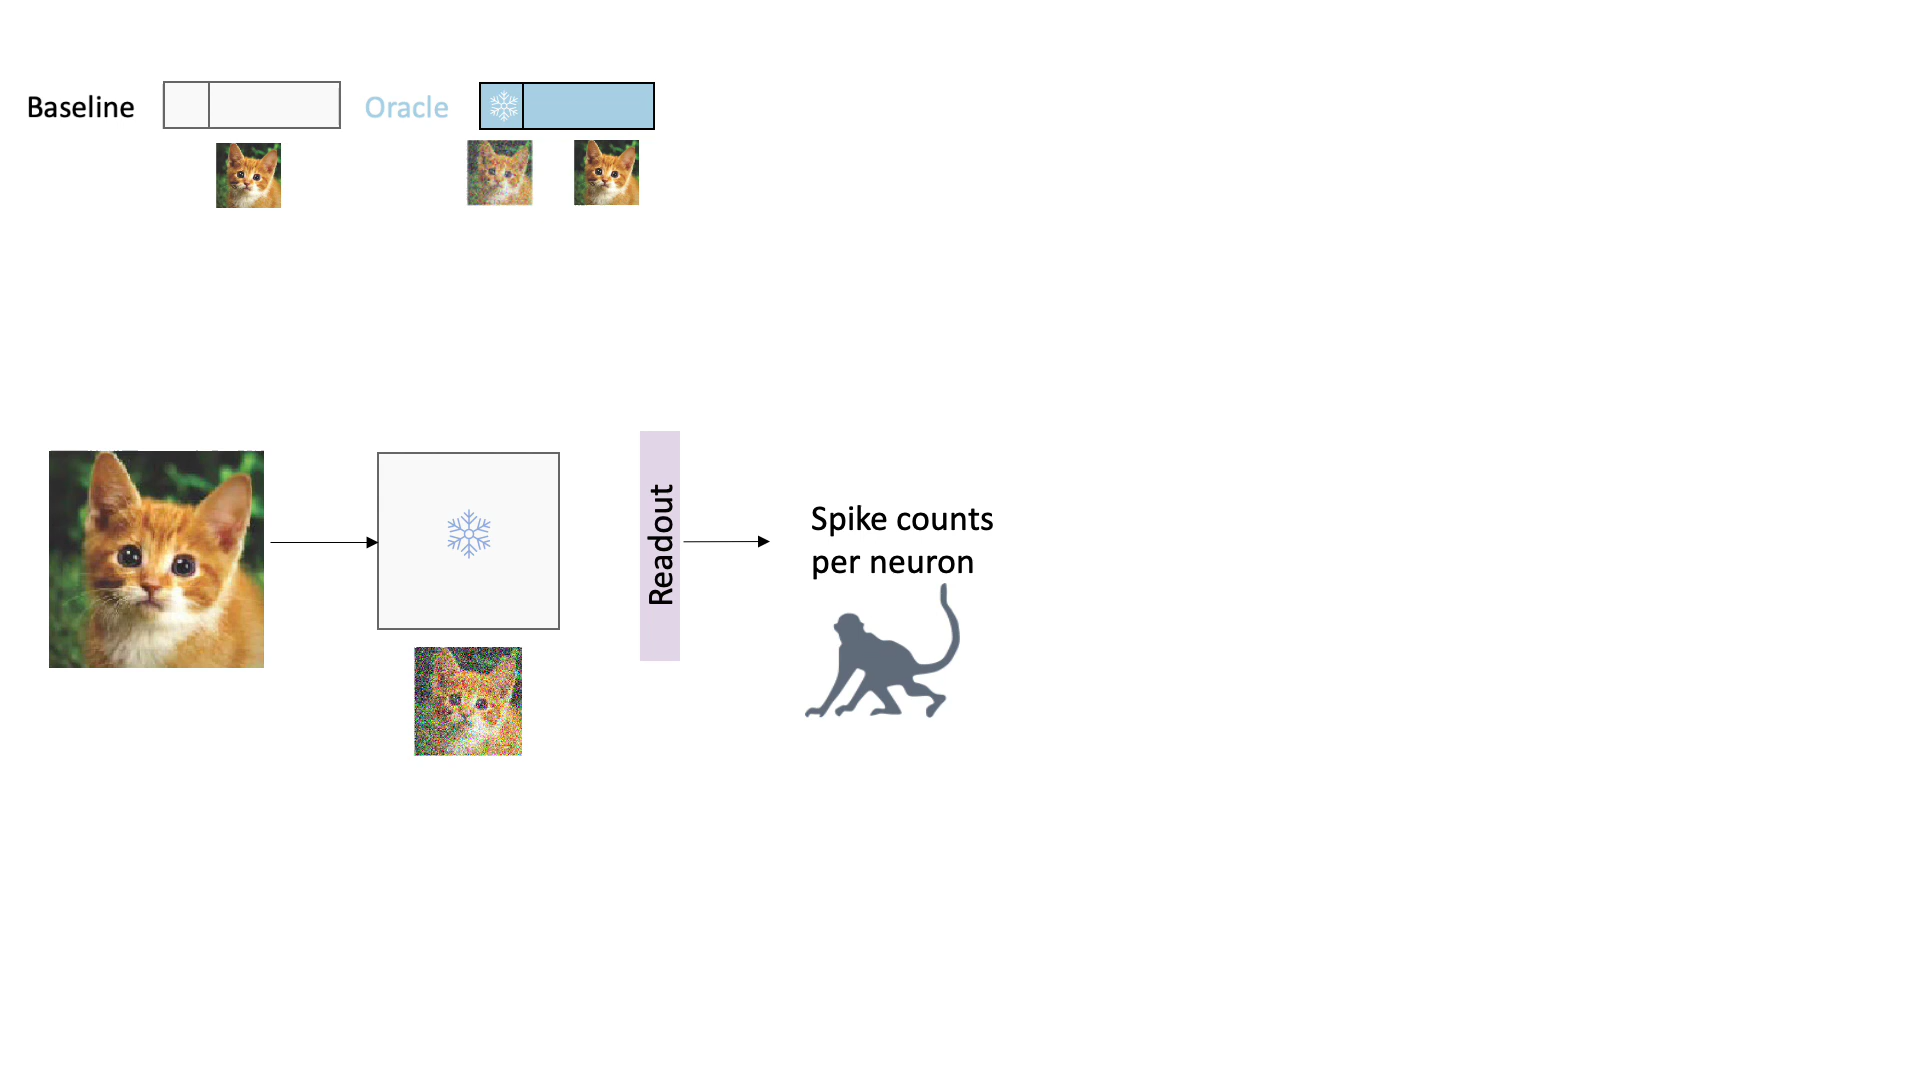 Baseline
Oracle
Readout
Spike counts
per neuron